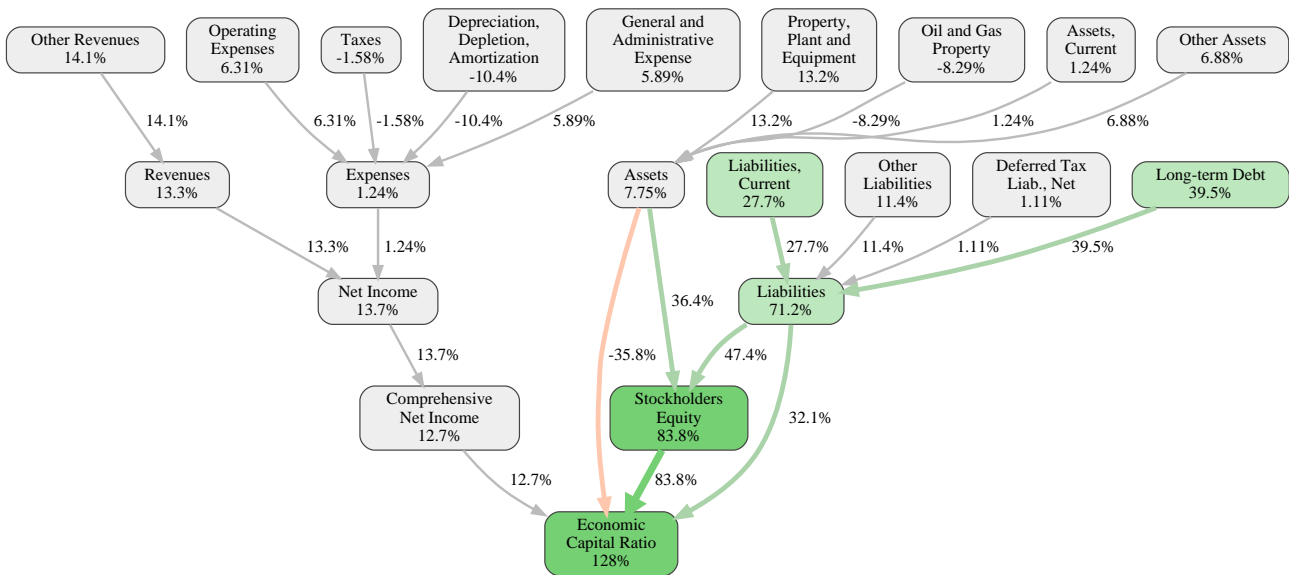 Other Revenues
14.1%
Operating
Expenses
6.31%
Taxes
-1.58%
Depreciation,
Depletion,
Amortization
-10.4%
General and
Administrative
Expense
5.89%
Property,
Plant and
Equipment
13.2%
Oil and Gas
Property
-8.29%
Assets,
Current
1.24%
Other Assets
6.88%
14.1%
6.31%
-1.58%
-10.4%
5.89%
13.2%
-8.29%
1.24%
6.88%
Revenues
13.3%
Expenses
1.24%
Assets
7.75%
Liabilities,
Current
27.7%
Other
Liabilities
11.4%
Deferred Tax
Liab., Net
1.11%
Long-term Debt
39.5%
13.3%
1.24%
27.7%
11.4%
1.11%
39.5%
Net Income
13.7%
36.4%
Liabilities
71.2%
13.7%
-35.8%
47.4%
Comprehensive
Net Income
12.7%
Stockholders
Equity
83.8%
32.1%
12.7%
83.8%
Economic
Capital Ratio
128%